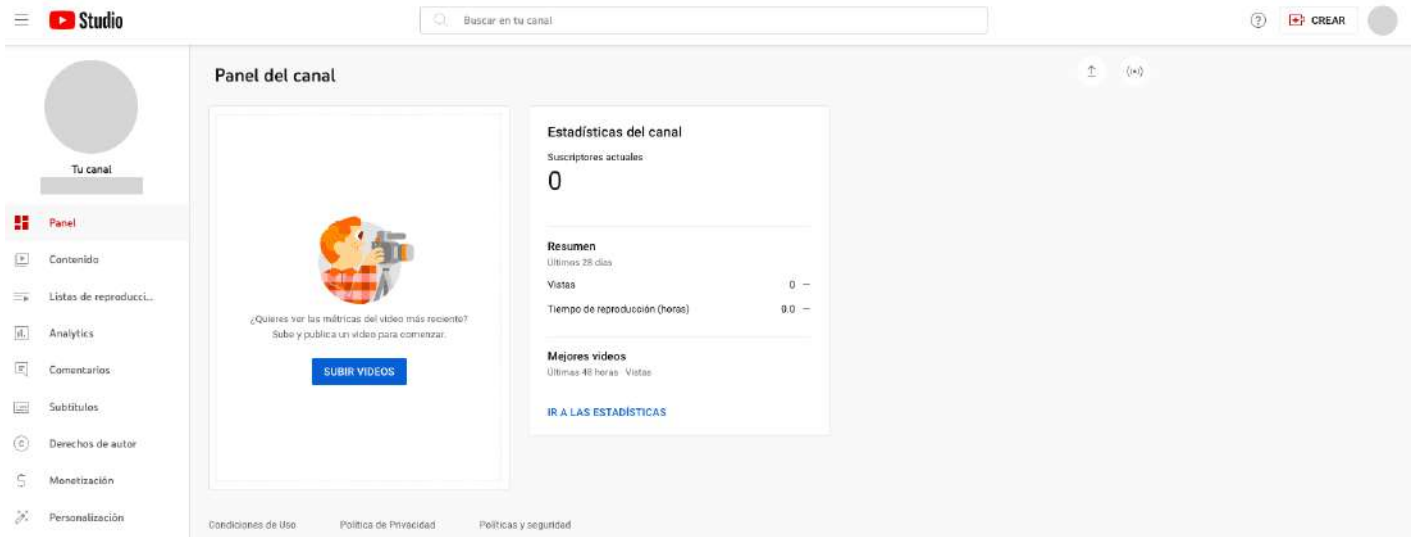 Studio
Buscar en tu canal
CREAR
Panel del canal
Tu canal
Panel
Contenido
Listas de reproducci...
Analytics
Comentarios
Subtítulos
Derechos de autor
Monetización
Personalización
¿Quieres ver las métricas del video más reciente?
Sube y publica un video para comenzar.
SUBIR VIDEOS
Estadísticas del canal
Suscriptores actuales
0
Resumen
Últimos 28 días
Vistas 0 —
Tiempo de reproducción (horas) 0.0 —
Mejores videos
Últimas 48 horas · Vistas
IR A LAS ESTADÍSTICAS
Condiciones de Uso Política de Privacidad Políticas y seguridad